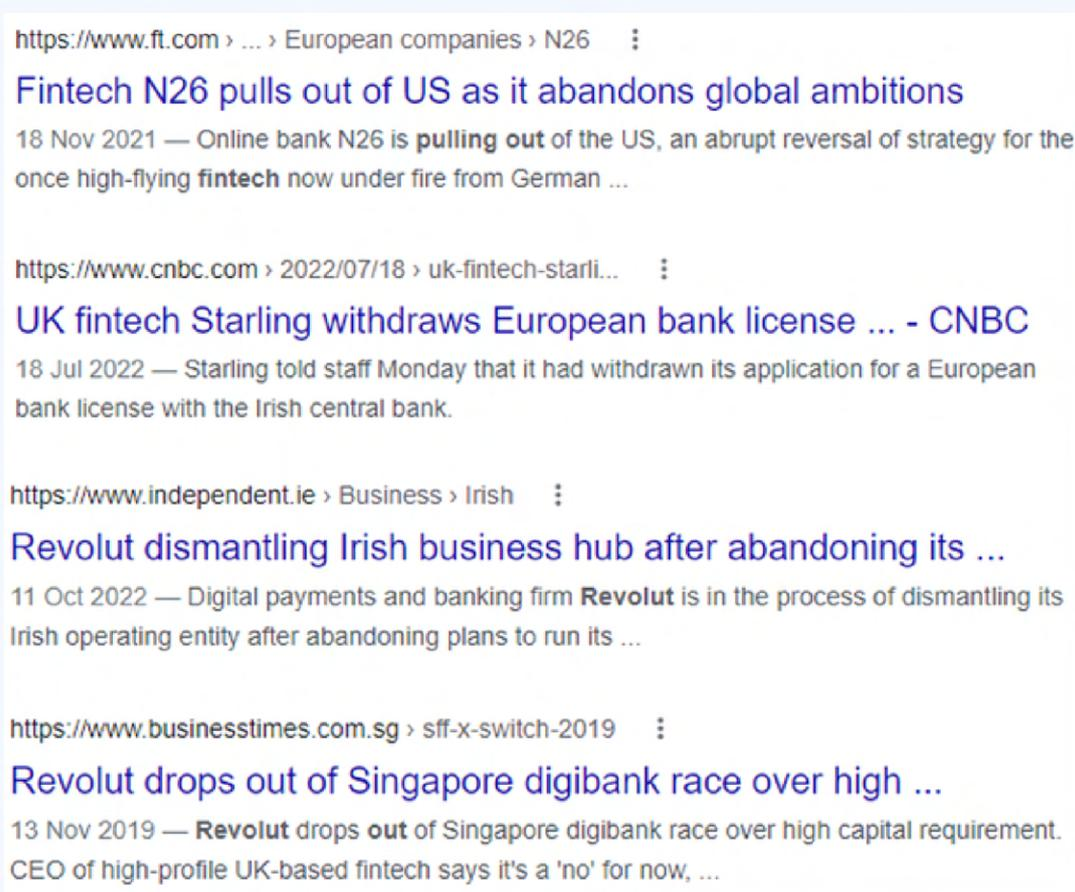 https://www.ft.com › ... › European companies › N26
Fintech N26 pulls out of US as it abandons global ambitions
18 Nov 2021 — Online bank N26 is pulling out of the US, an abrupt reversal of strategy for the
once high-flying fintech now under fire from German ...
https://www.cnbc.com › 2022/07/18 › uk-fintech-starli...
UK fintech Starling withdraws European bank license ... - CNBC
18 Jul 2022 — Starling told staff Monday that it had withdrawn its application for a European
bank license with the Irish central bank.
https://www.independent.ie › Business › Irish
Revolut dismantling Irish business hub after abandoning its ...
11 Oct 2022 — Digital payments and banking firm Revolut is in the process of dismantling its
Irish operating entity after abandoning plans to run its ...
https://www.businesstimes.com.sg › sff-x-switch-2019
Revolut drops out of Singapore digibank race over high ...
13 Nov 2019 — Revolut drops out of Singapore digibank race over high capital requirement.
CEO of high-profile UK-based fintech says it's a 'no' for now, ...